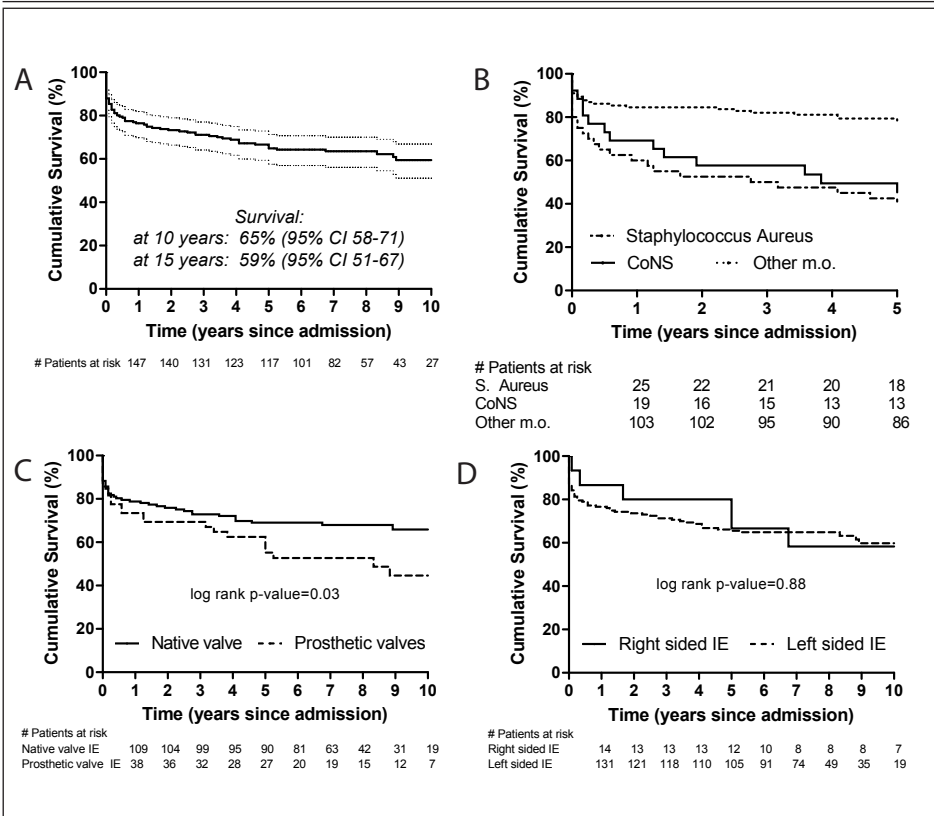 A
Cumulative Survival (%)
100
80
60
40
20
0
Survival:
at 10 years: 65% (95% CI 58-71)
at 15 years: 59% (95% CI 51-67)
0 1 2 3 4 5 6 7 8 9 10
Time (years since admission)
# Patients at risk 147 140 131 123 117 101 82 57 43 27
B
Cumulative Survival (%)
100
80
60
40
20
0
Staphylococcus Aureus
CoNS Other m.o.
0 1 2 3 4 5
Time (years since admission)
# Patients at risk
S. Aureus 25 22 21 20 18
CoNS 19 16 15 13 13
Other m.o. 103 102 95 90 86
C
Cumulative Survival (%)
100
80
60
40
20
0
log rank p-value=0.03
Native valve Prosthetic valves
0 1 2 3 4 5 6 7 8 9 10
Time (years since admission)
# Patients at risk
Native valve IE 109 104 99 95 90 81 63 42 31 19
Prosthetic valve IE 38 36 32 28 27 20 19 15 12 7
D
Cumulative Survival (%)
100
80
60
40
20
0
log rank p-value=0.88
Right sided IE Left sided IE
0 1 2 3 4 5 6 7 8 9 10
Time (years since admission)
# Patients at risk
Right sided IE 14 13 13 13 12 10 8 8 8 7
Left sided IE 131 121 118 110 105 91 74 49 35 19